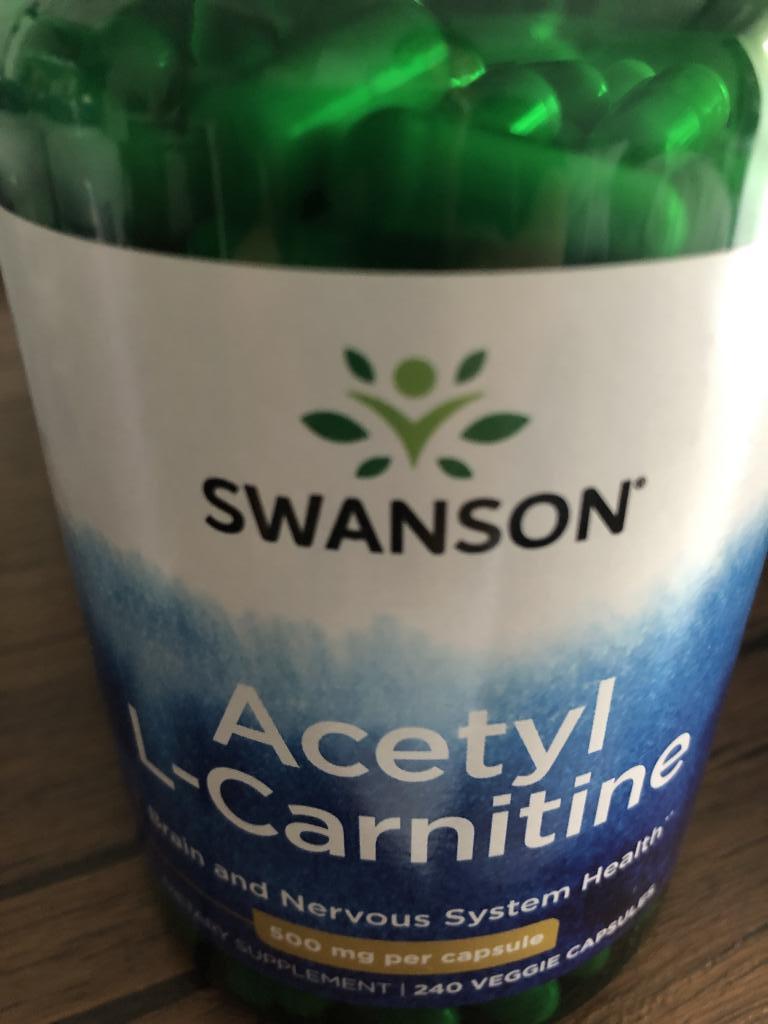 SWANSON®
Acetyl
L-Carnitine
Brain and Nervous System Health
500 mg per capsule
DIETARY SUPPLEMENT | 240 VEGGIE CAPSULES